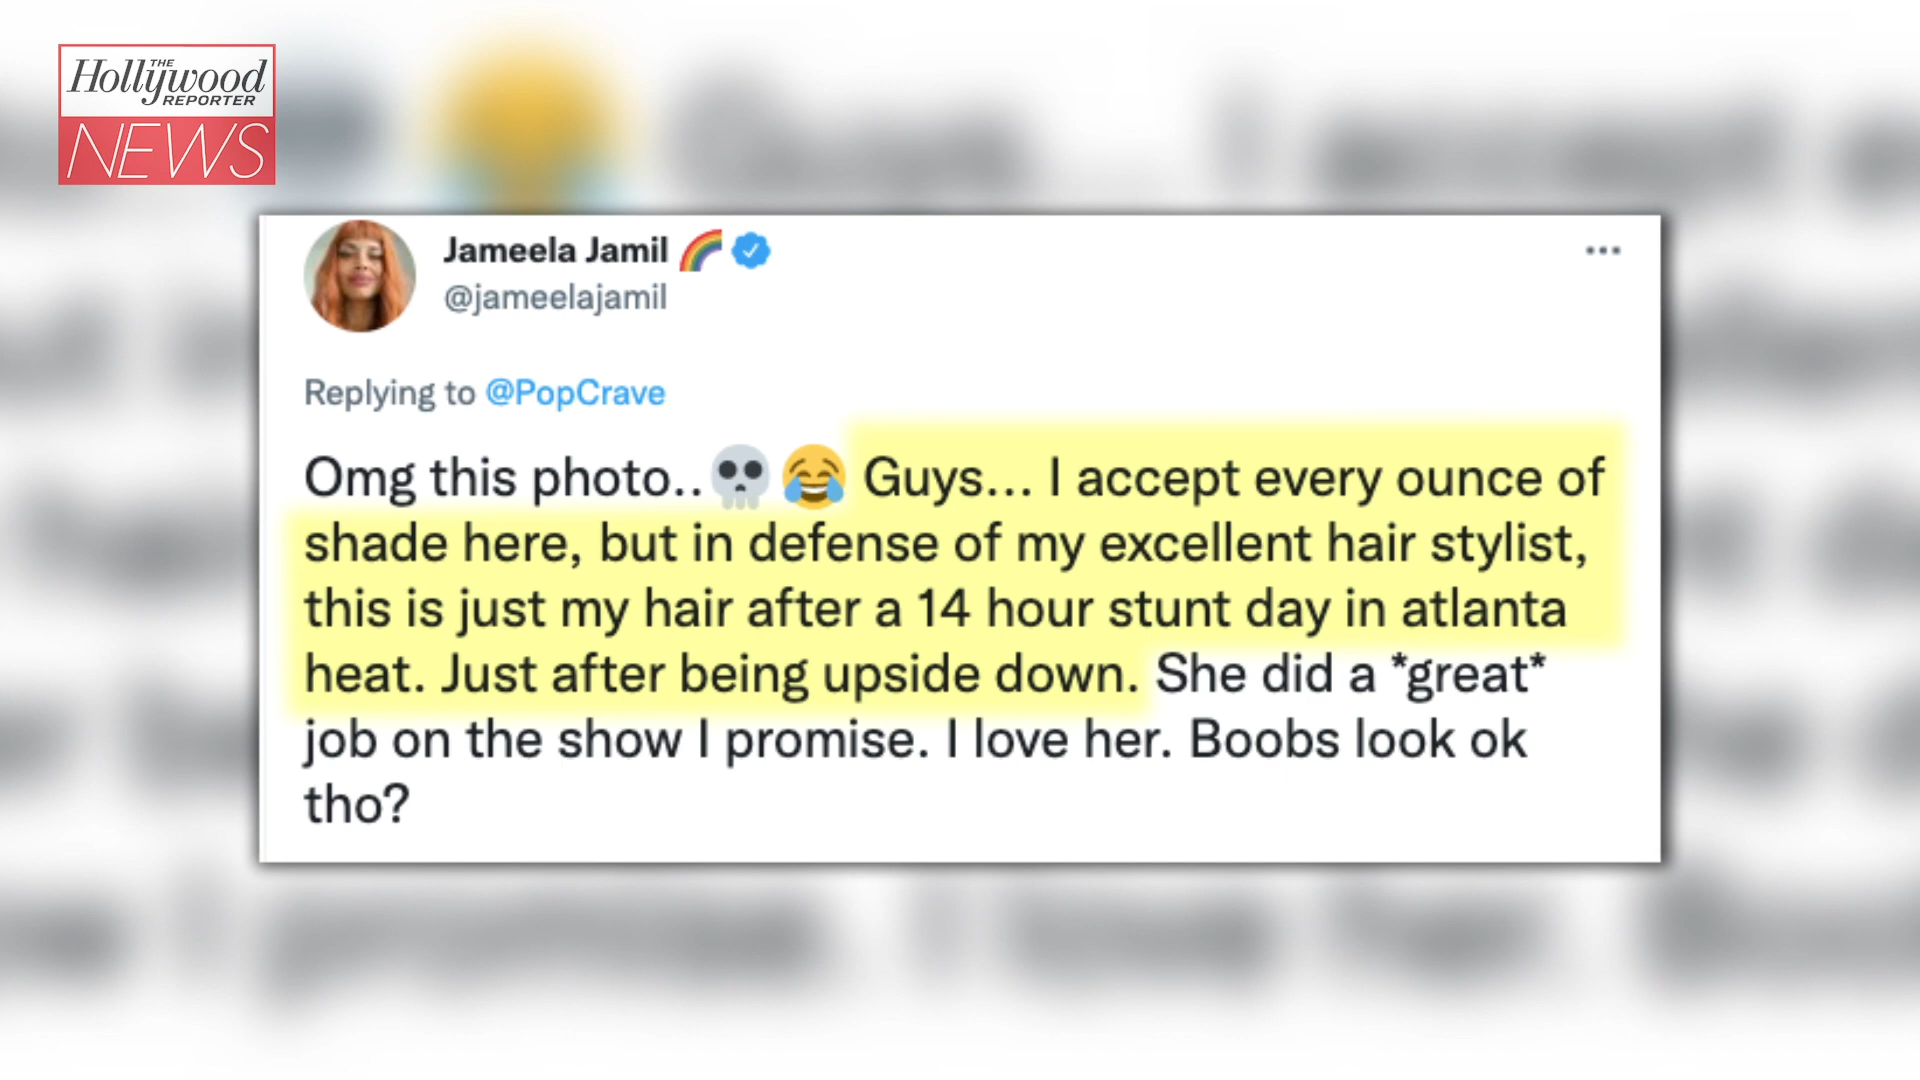 THE
Hollywood
REPORTER
NEWS
Jameela Jamil 🌈
@jameelajamil
Replying to @PopCrave
Omg this photo..💀😂 Guys... I accept every ounce of
shade here, but in defense of my excellent hair stylist,
this is just my hair after a 14 hour stunt day in atlanta
heat. Just after being upside down. She did a *great*
job on the show I promise. I love her. Boobs look ok
tho?